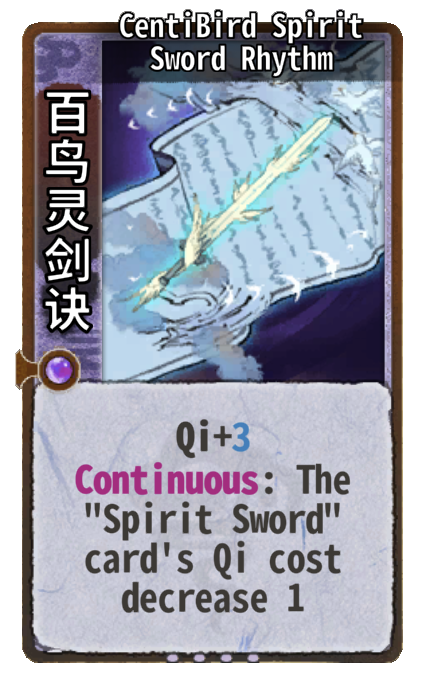 CentiBird Spirit
Sword Rhythm
百鸟灵剑诀
Qi+3
Continuous: The
"Spirit Sword"
card's Qi cost
decrease 1